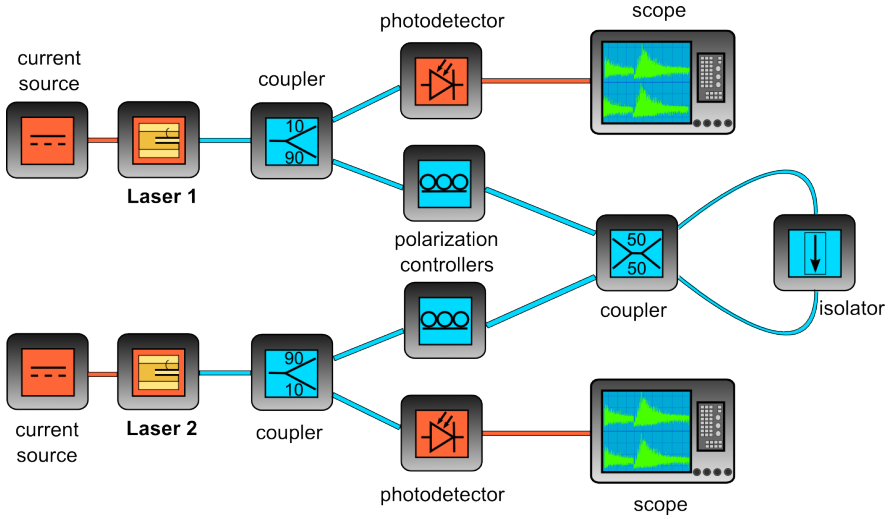 photodetector
scope
current
source
coupler
10
90
Laser 1
polarization
controllers
50
50
coupler
isolator
90
10
current
source
Laser 2
coupler
photodetector
scope